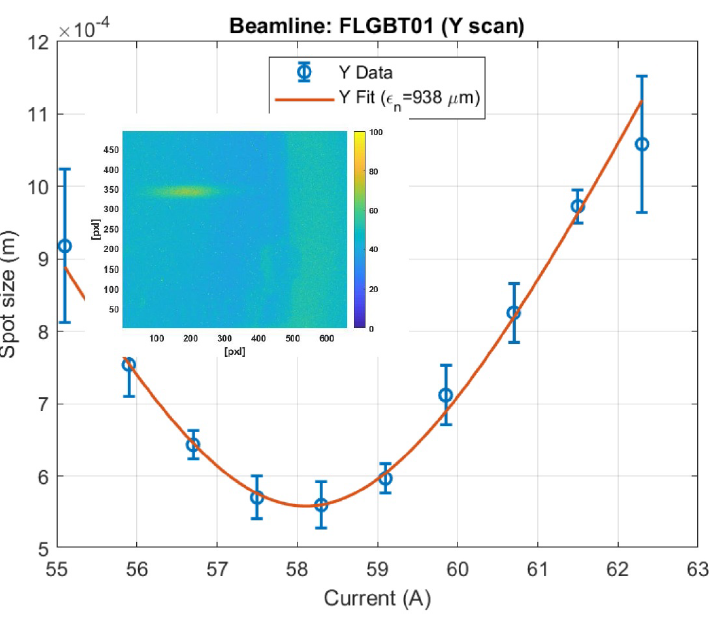 Beamline: FLGBT01 (Y scan)
×10⁻⁴
12
11
10
9
8
7
6
5
Spot size (m)
Y Data
Y Fit (ϵn=938 μm)
450
400
350
300
250
200
150
100
50
[pxl]
100 200 300 400 500 600
[pxl]
100
80
60
40
20
0
55 56 57 58 59 60 61 62 63
Current (A)